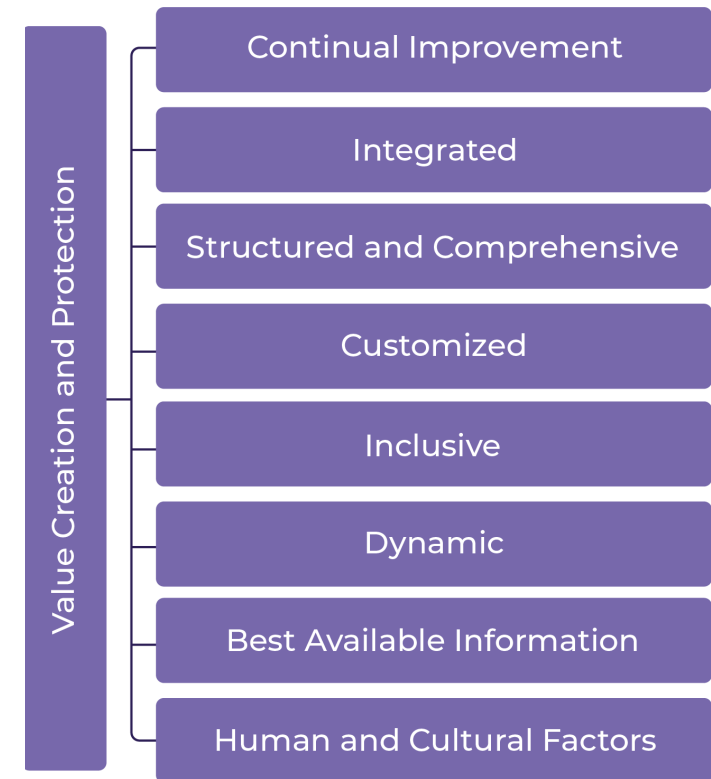 Value Creation and Protection
Continual Improvement
Integrated
Structured and Comprehensive
Customized
Inclusive
Dynamic
Best Available Information
Human and Cultural Factors